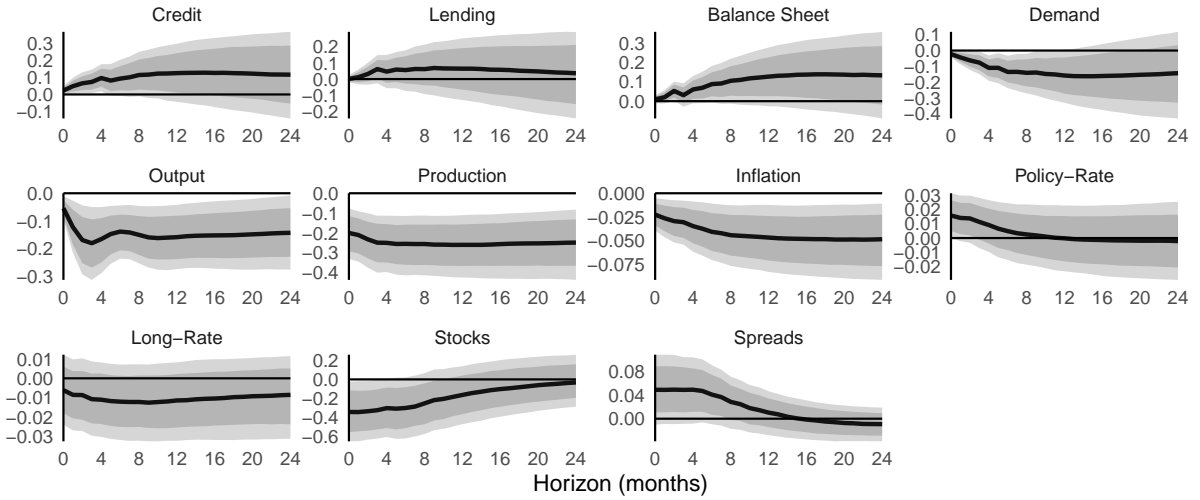 Credit Lending Balance Sheet Demand
0.3 0.2 0.3 0.1
0.2 0.1 0.2 0.0
0.1 0.0 0.1 −0.1
0.0 −0.1 0.0 −0.2
−0.1 −0.2 −0.3
−0.4
0 4 8 12 16 20 24 0 4 8 12 16 20 24 0 4 8 12 16 20 24 0 4 8 12 16 20 24
Output Production Inflation Policy−Rate
0.0 0.0 0.000 0.03
−0.1 −0.1 −0.025 0.02
−0.2 −0.2 −0.050 0.01
−0.3 −0.3 −0.075 0.00
−0.4 −0.01
−0.02
0 4 8 12 16 20 24 0 4 8 12 16 20 24 0 4 8 12 16 20 24 0 4 8 12 16 20 24
Long−Rate Stocks Spreads
0.01 0.2 0.08
0.00 0.0 0.04
−0.01 −0.2 0.00
−0.02 −0.4
−0.03 −0.6
0 4 8 12 16 20 24 0 4 8 12 16 20 24 0 4 8 12 16 20 24
Horizon (months)